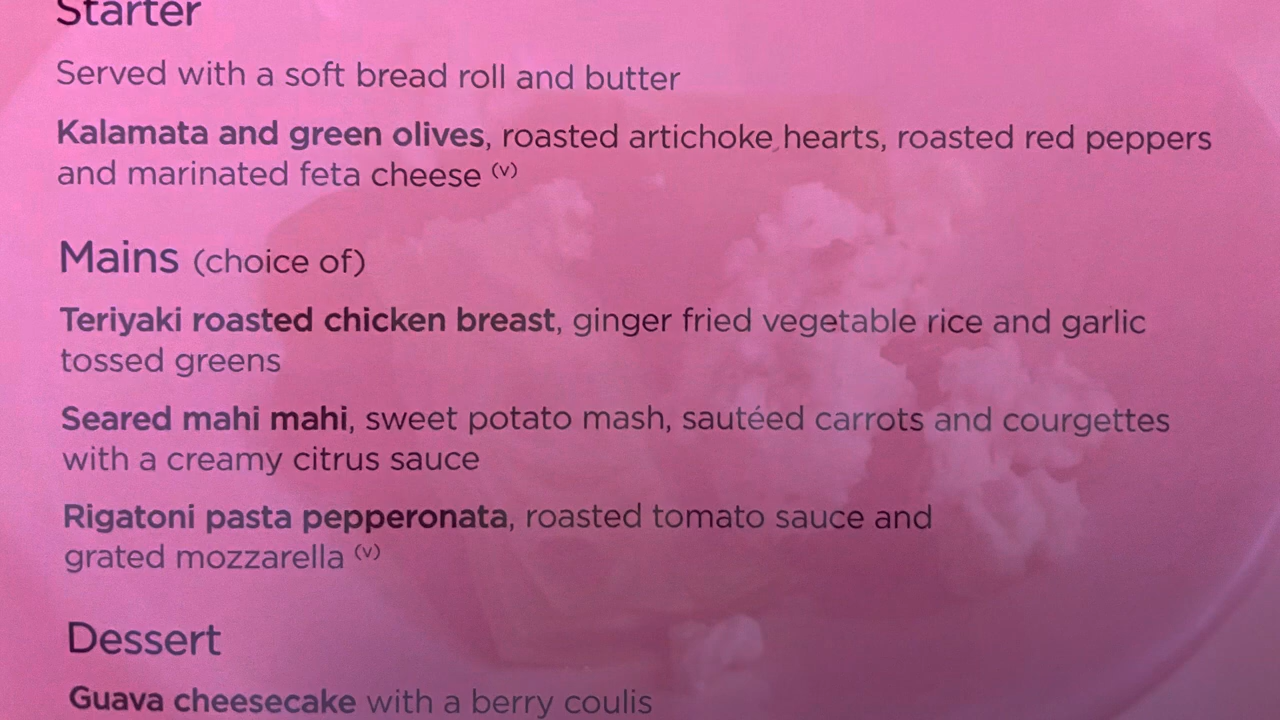 Starter
Served with a soft bread roll and butter
Kalamata and green olives, roasted artichoke hearts, roasted red peppers
and marinated feta cheese (v)
Mains (choice of)
Teriyaki roasted chicken breast, ginger fried vegetable rice and garlic
tossed greens
Seared mahi mahi, sweet potato mash, sautéed carrots and courgettes
with a creamy citrus sauce
Rigatoni pasta pepperonata, roasted tomato sauce and
grated mozzarella (v)
Dessert
Guava cheesecake with a berry coulis